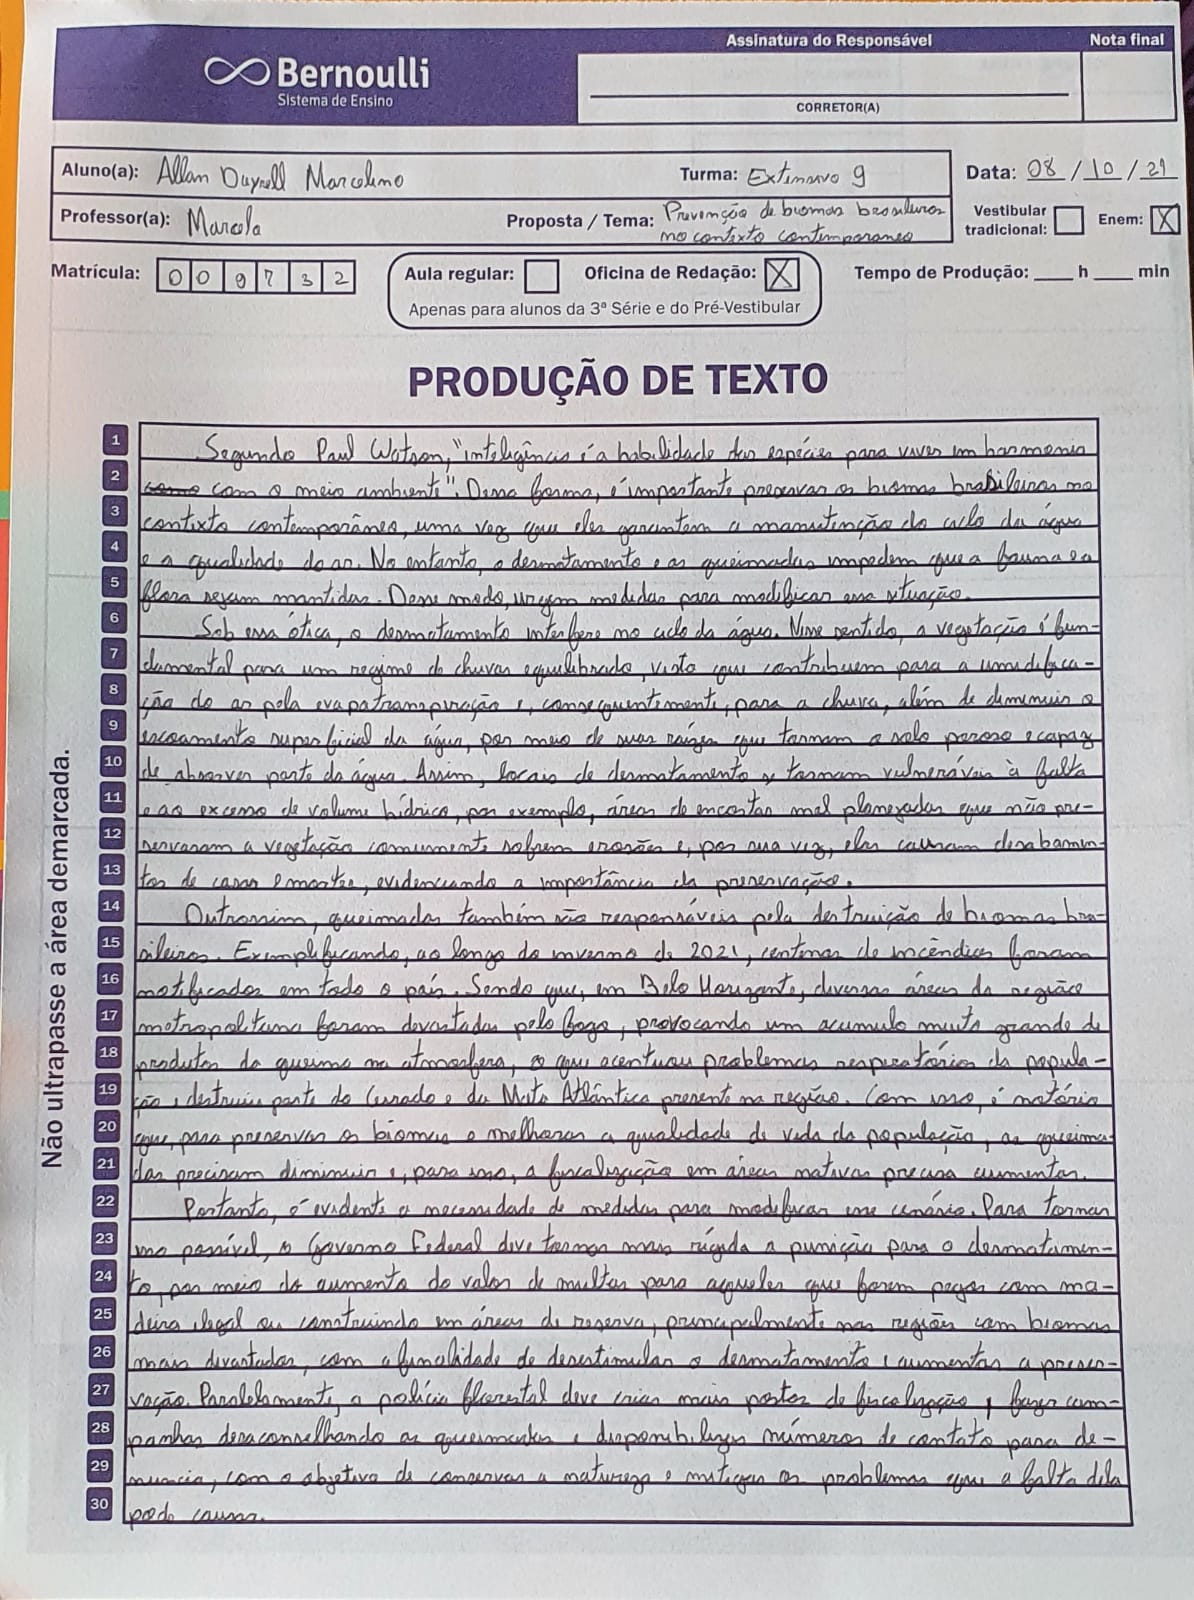 Bernoulli
Sistema de Ensino
Assinatura do Responsável
Nota final
CORRETOR(A)
Aluno(a): Allan Duyrell Marcolino
Turma: Extensivo 9
Data: 08/10/21
Professor(a): Marcela
Proposta / Tema: Prevenção de biomas brasileiros
no contexto contemporaneo
Vestibular tradicional:
Enem: X
Matrícula: 009732
Aula regular:
Oficina de Redação: X
Tempo de Produção: ____ h ____ min
Apenas para alunos da 3ª Série e do Pré-Vestibular
PRODUÇÃO DE TEXTO
Não ultrapasse a área demarcada.
1 Segundo Paul Watson, "inteligência é a habilidade das espécies para viver em harmonia
2 como com o meio ambiente". Dessa forma, é importante preservar os biomas brasileiros no
3 contexto contemporâneo, uma vez que eles garantem a manutenção do ciclo da água
4 e a qualidade do ar. No entanto, o desmatamento e as queimadas impedem que a fauna e a
5 flora sejam mantidas. Desse modo, urgem medidas para modificar essa situação.
6 Sob essa ótica, o desmatamento interfere no ciclo da água. Nesse sentido, a vegetação é fun-
7 damental para um regime de chuvas equilibrado, visto que contribuem para a umidifica-
8 ção do ar pela evapatranspiração e, consequentemente, para a chuva, além de diminuir o
9 escoamento superficial da água, por meio de suas raízes que tornam o solo poroso e capaz
10 de absorver parte da água. Assim, locais de desmatamento se tornam vulneráveis à falta
11 e ao excesso de volume hídrico, por exemplo, áreas de encostas mal planejadas que não pre-
12 servaram a vegetação comumente sofrem erosões e, por sua vez, elas causam desabamen-
13 tos de casas e mortes, evidenciando a importância da preservação.
14 Outrossim, queimadas também são responsáveis pela destruição de biomas bra-
15 sileiros. Exemplificando, ao longo do inverno de 2021, centenas de incêndios foram
16 notificados em todo o país. Sendo que, em Belo Horizonte, diversas áreas da região
17 metropolitana foram devastadas pelo fogo, provocando um acumulo muito grande de
18 produtos da queima na atmosfera, o que acentuou problemas respiratórios da popula-
19 ção e destruiu parte do Cerrado e da Mata Atlântica presente na região. Com isso, é notório
20 que, para preservar os biomas e melhorar a qualidade de vida da população, as queima-
21 das precisam diminuir e, para isso, a fiscalização em áreas nativas precisa aumentar.
22 Portanto, é evidente a necessidade de medidas para modificar esse cenário. Para tornar
23 isso possível, o Governo Federal deve tornar mais rígida a punição para o desmatamen-
24 to, por meio do aumento do valor de multas para aqueles que forem pegos com ma-
25 deira ilegal ou construindo em áreas de reserva, principalmente nas região com biomas
26 mais devastados, com a finalidade de desestimular o desmatamento e aumentar a preser-
27 vação. Paralelamente, a polícia florestal deve criar mais postos de fiscalização, fazer cam-
28 panhas desaconselhando as queimadas e disponibilizar números de contato para de-
29 nuncia, com o objetivo de conservar a natureza e mitigar os problemas que a falta dela
30 pode causar.